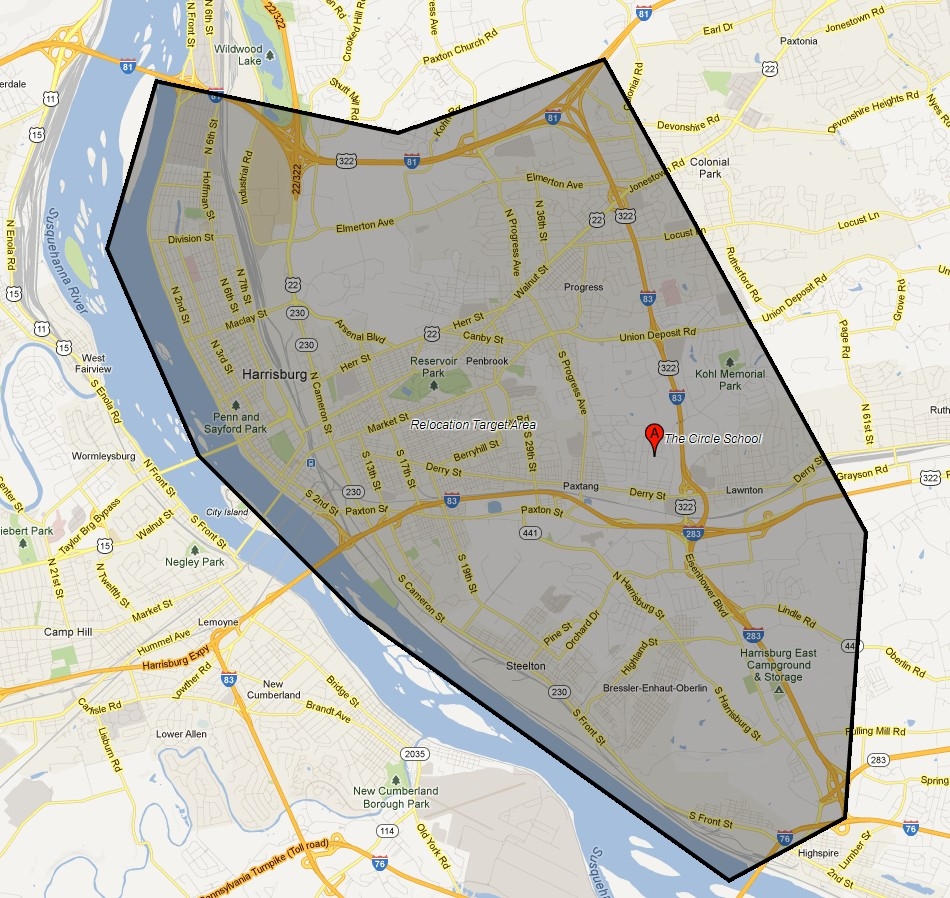 22/322
N Front St
N 6th St
Wildwood
Lake
Crooked Hill Rd
81
Earl Dr
Jonestown Rd
Paxtonia
Paxton Church Rd
22
81
Shutt Mill Rd
Colonial Rd
11
15
81
N 6th St
Industrial Rd
22/322
322
81
81
Devonshire Rd
Devonshire Heights Rd
Nyes Rd
Colonial
Park
Jonestown Rd
Hoffman St
Elmerton Ave
Elmerton Ave
N 36th St
N Progress Ave
22
322
Locust Ln
Locust Ln
Division St
N Enola Rd
Susquehanna River
Rutherford Rd
Walnut St
N 7th St
N 6th St
N 2nd St
22
Progress
83
Union Deposit Rd
Grove Rd
15
11
15
230
Maclay St
Arsenal Blvd
22
Herr St
Canby St
Union Deposit Rd
Page Rd
230
N 3rd St
Herr St
West
Fairview
Harrisburg
Reservoir
Park
Penbrook
S Progress Ave
322
Kohl Memorial
Park
83
S Enola Rd
N Cameron St
Penn and
Sayford Park
Market St
Relocation Target Area
Rd
A
The Circle School
N 61st St
Ruth
Wormleysburg
N Front St
S 13th St
S 17th St
Berryhill St
S 29th St
Derry St
Derry St
Grayson Rd
322
Center St
City Island
S 2nd St
230
Paxton St
83
Paxtang
Derry St
Lawnton
322
Paxton St
441
283
Taylor Brg Bypass
15
Walnut St
S Front St
Negley Park
N 21st St
N Twelfth St
Market St
S 19th St
S Cameron St
N Harrisburg St
Eisenhower Blvd
Lindle Rd
283
Camp Hill
Lemoyne
Hummel Ave
Harrisburg Expy
Pine St
Orchard Dr
Highland St
Harrisburg East
Campground
& Storage
Oberlin Rd
Steelton
230
Bressler-Enhaut-Oberlin
Lowther Rd
83
New
Cumberland
Bridge St
Brandt Ave
S Front St
S Harrisburg St
Carlisle Rd
Lisburn Rd
Lower Allen
2035
283
New Cumberland
Borough Park
114
Old York Rd
S Front St
76
76
Highspire
Lumber St
2nd St
Pennsylvania Turnpike (Toll road)
76